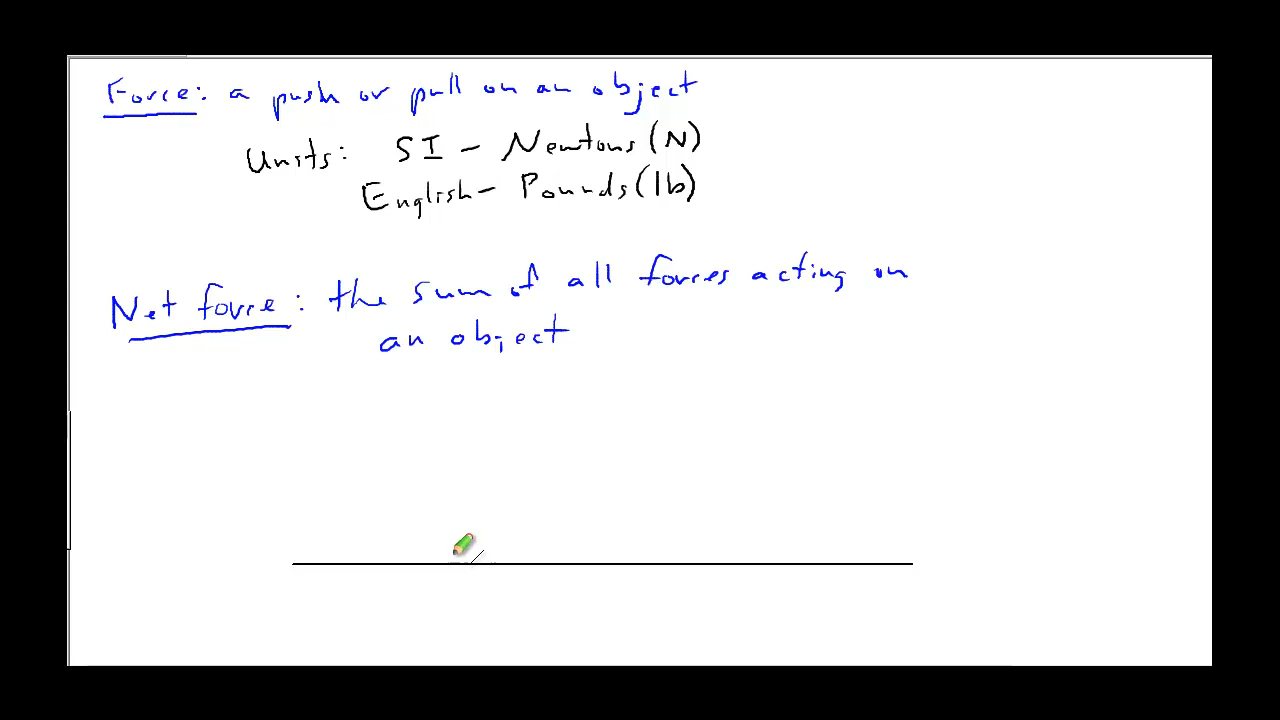 Force: a push or pull on an object
Units: SI - Newtons (N)
English - Pounds (lb)
Net force: the sum of all forces acting on
an object